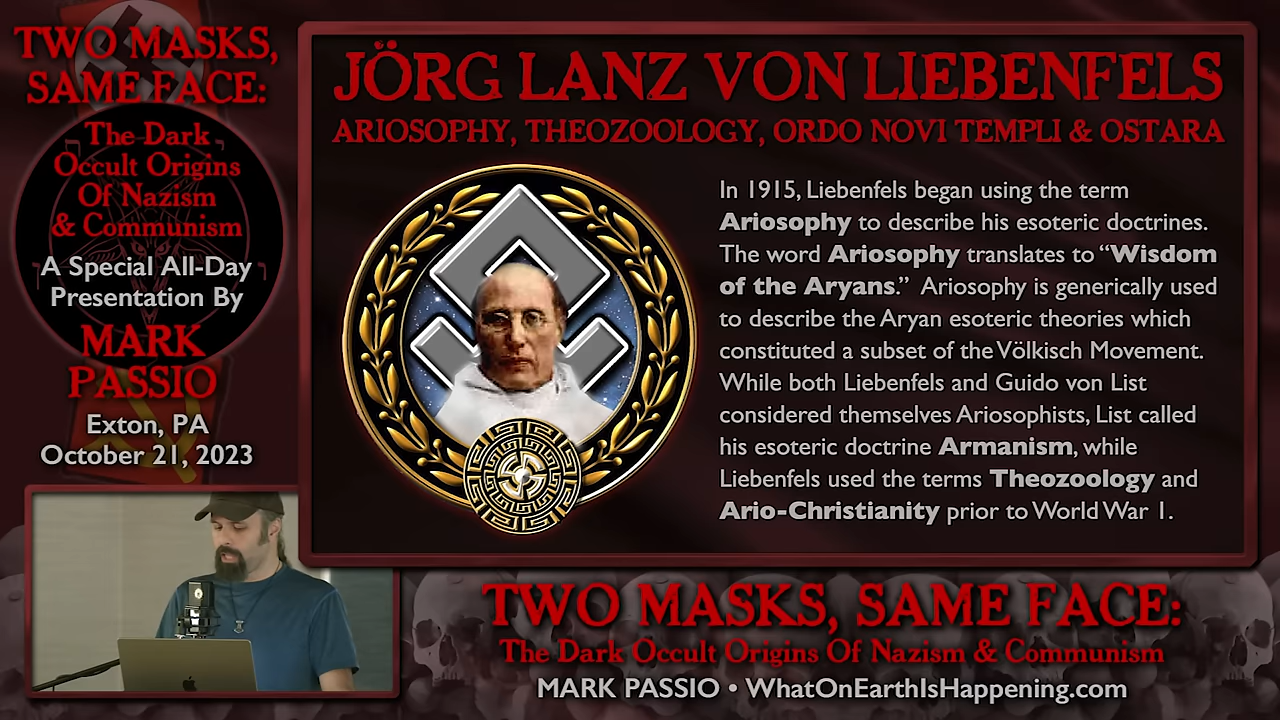 TWO MASKS,
SAME FACE:
The Dark
Occult Origins
Of Nazism
& Communism
A Special All-Day
Presentation By
MARK
PASSIO
Exton, PA
October 21, 2023
JÖRG LANZ VON LIEBENFELS
ARIOSOPHY, THEOZOOLOGY, ORDO NOVI TEMPLI & OSTARA
In 1915, Liebenfels began using the term
Ariosophy to describe his esoteric doctrines.
The word Ariosophy translates to “Wisdom
of the Aryans.” Ariosophy is generically used
to describe the Aryan esoteric theories which
constituted a subset of the Völkisch Movement.
While both Liebenfels and Guido von List
considered themselves Ariosophists, List called
his esoteric doctrine Armanism, while
Liebenfels used the terms Theozoology and
Ario-Christianity prior to World War 1.
TWO MASKS, SAME FACE:
The Dark Occult Origins Of Nazism & Communism
MARK PASSIO • WhatOnEarthIsHappening.com